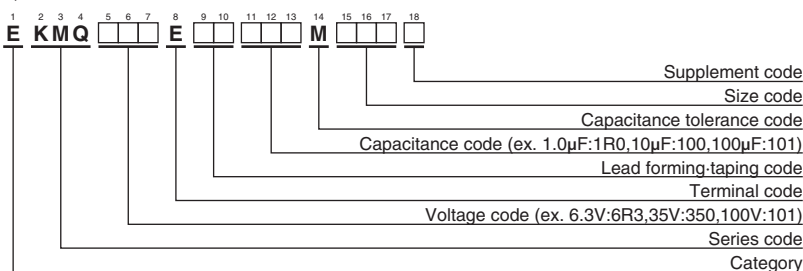 1 2 3 4 5 6 7 8 9 10 11 12 13 14 15 16 17 18
E KMQ □□□ E □□ □□□ M □□□ □
Supplement code
Size code
Capacitance tolerance code
Capacitance code (ex. 1.0μF:1R0,10μF:100,100μF:101)
Lead forming·taping code
Terminal code
Voltage code (ex. 6.3V:6R3,35V:350,100V:101)
Series code
Category